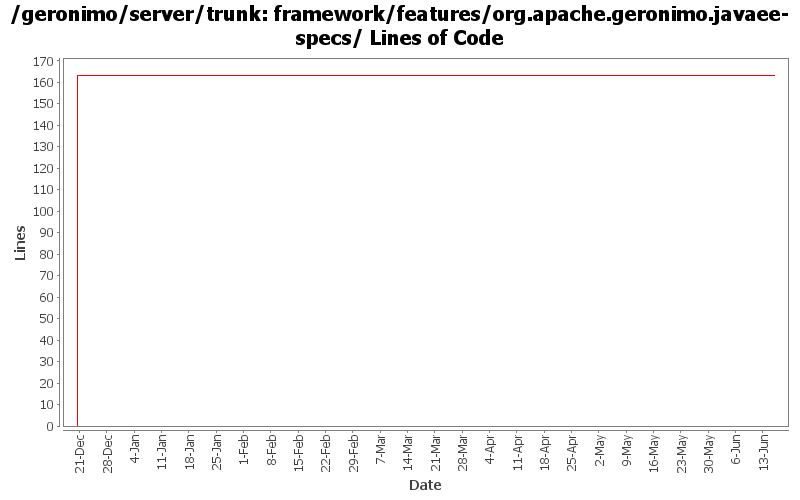 /geronimo/server/trunk: framework/features/org.apache.geronimo.javaee-
specs/ Lines of Code
170
160
150
140
130
120
110
100
90
80
70
60
50
40
30
20
10
0
Lines
21-Dec
28-Dec
4-Jan
11-Jan
18-Jan
25-Jan
1-Feb
8-Feb
15-Feb
22-Feb
29-Feb
7-Mar
14-Mar
21-Mar
28-Mar
4-Apr
11-Apr
18-Apr
25-Apr
2-May
9-May
16-May
23-May
30-May
6-Jun
13-Jun
Date